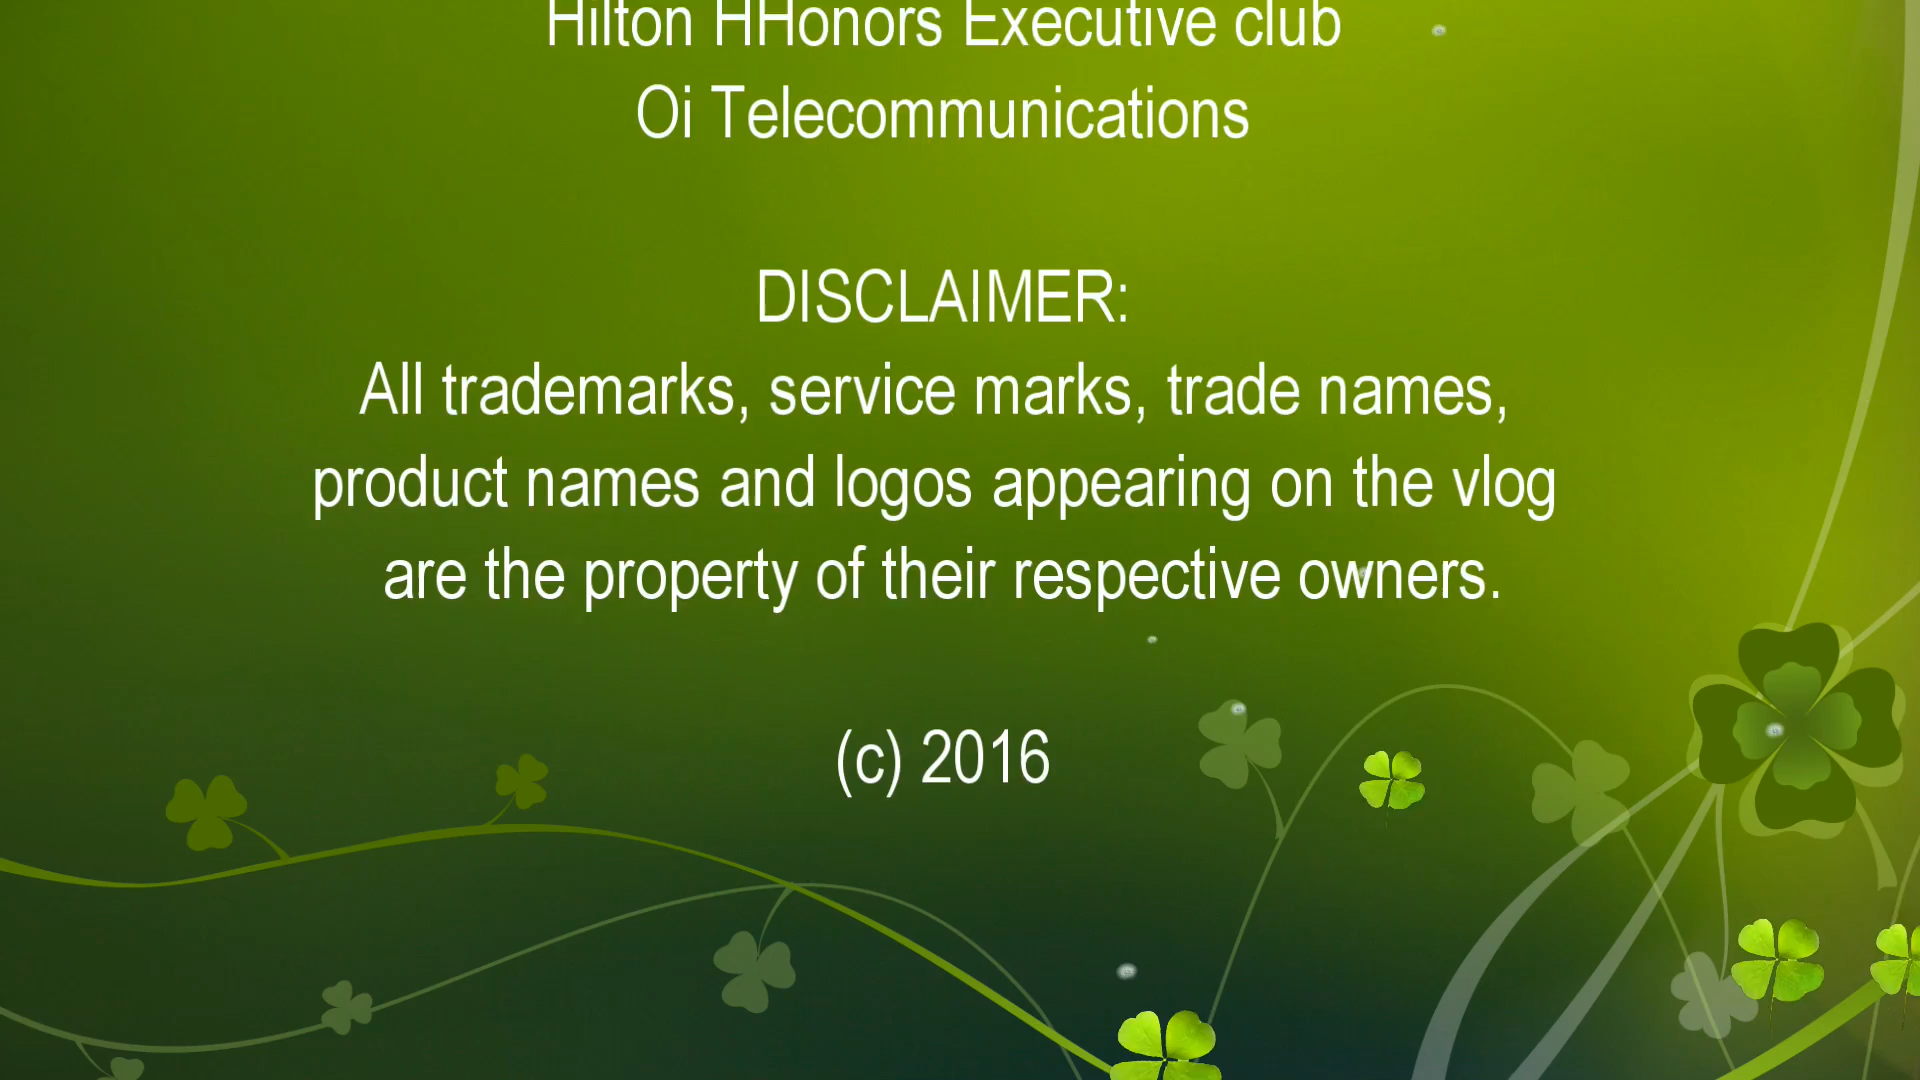 Hilton HHonors Executive club
Oi Telecommunications
DISCLAIMER:
All trademarks, service marks, trade names,
product names and logos appearing on the vlog
are the property of their respective owners.
(c) 2016